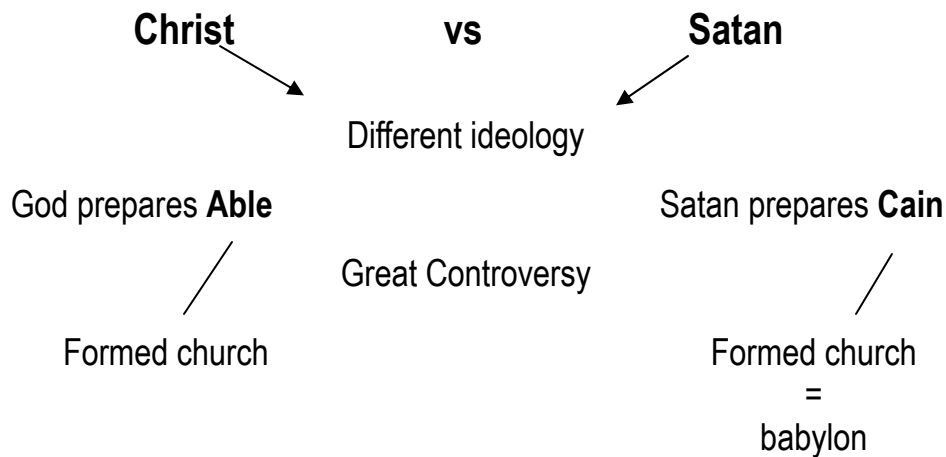 Christ vs Satan
Different ideology
God prepares Able
Satan prepares Cain
Great Controversy
Formed church
Formed church
=
babylon